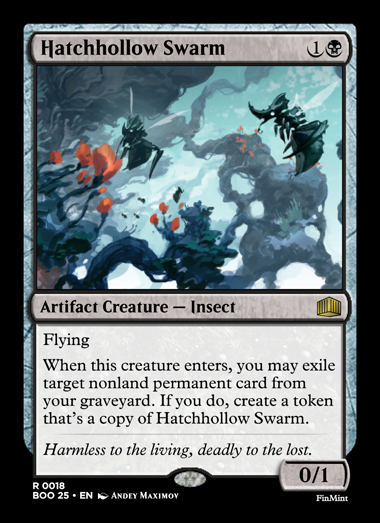 Hatchhollow Swarm 1
Artifact Creature — Insect
Flying
When this creature enters, you may exile
target nonland permanent card from
your graveyard. If you do, create a token
that's a copy of Hatchhollow Swarm.
Harmless to the living, deadly to the lost.
0/1
R 0018
BOO 25 • EN Andey Maximov
FinMint